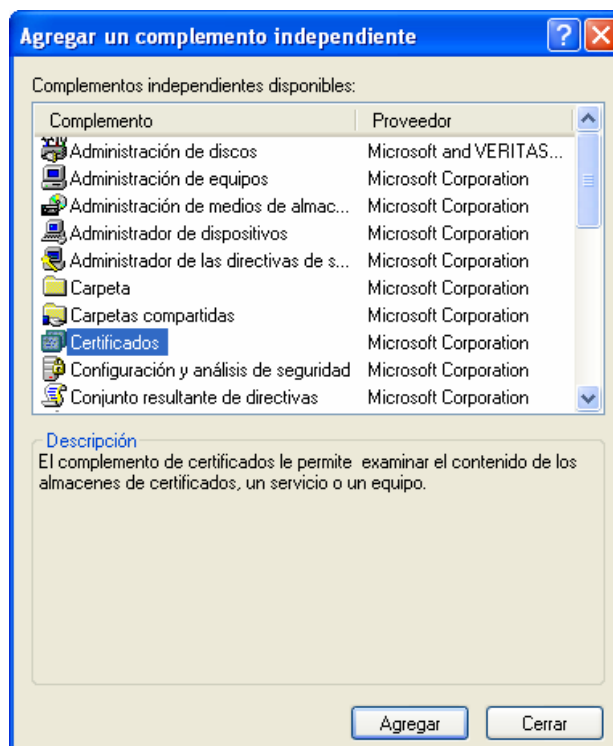 Agregar un complemento independiente
Complementos independientes disponibles:
Complemento Proveedor
Administración de discos Microsoft and VERITAS...
Administración de equipos Microsoft Corporation
Administración de medios de almac... Microsoft Corporation
Administrador de dispositivos Microsoft Corporation
Administrador de las directivas de s... Microsoft Corporation
Carpeta Microsoft Corporation
Carpetas compartidas Microsoft Corporation
Certificados Microsoft Corporation
Configuración y análisis de seguridad Microsoft Corporation
Conjunto resultante de directivas Microsoft Corporation
Descripción
El complemento de certificados le permite examinar el contenido de los
almacenes de certificados, un servicio o un equipo.
Agregar Cerrar